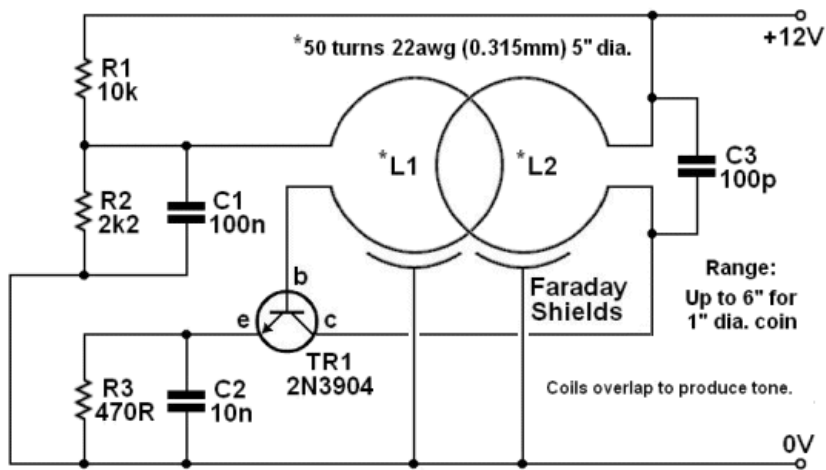 +12V
*50 turns 22awg (0.315mm) 5" dia.
R1
10k
*L1
*L2
C3
100p
R2
2k2
C1
100n
b
Faraday
Shields
Range:
Up to 6" for
1" dia. coin
e
c
TR1
2N3904
R3
470R
C2
10n
Coils overlap to produce tone.
0V